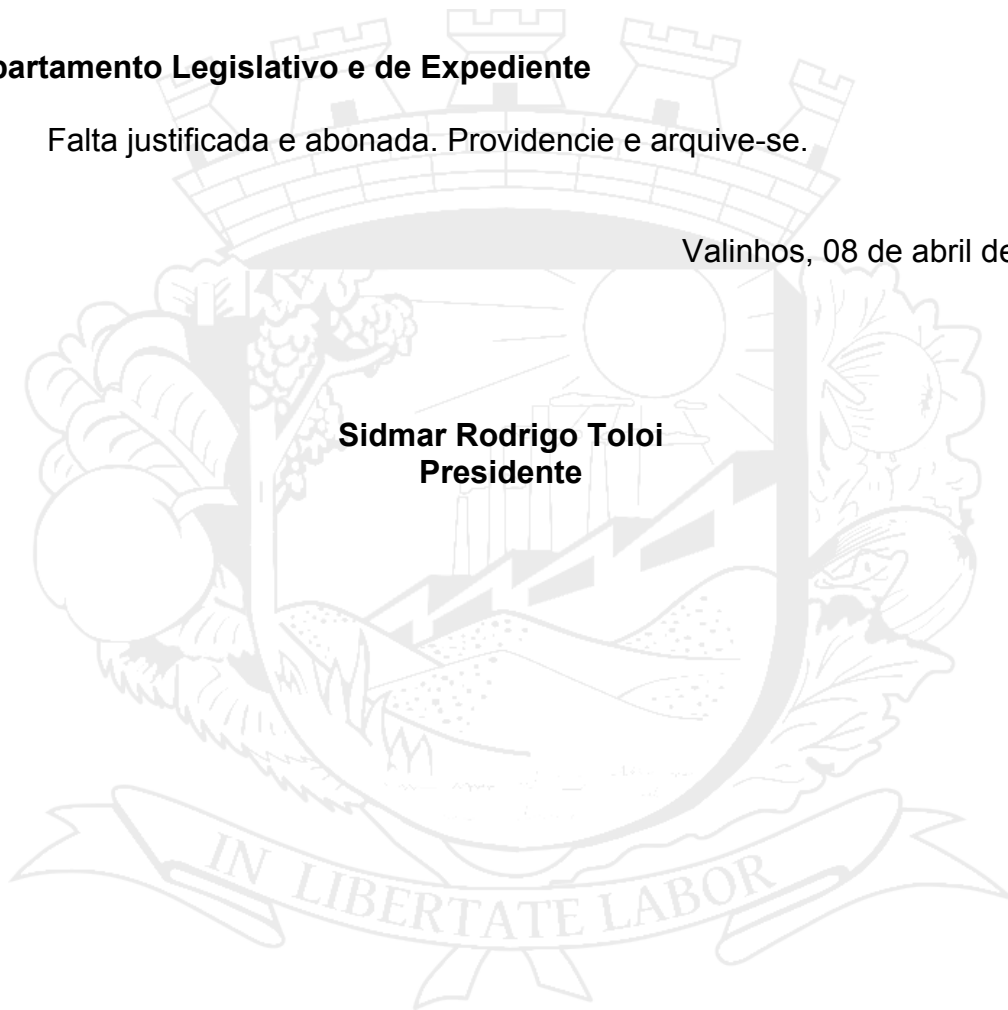 partamento Legislativo e de Expediente
Falta justificada e abonada. Providencie e arquive-se.
Valinhos, 08 de abril de
Sidmar Rodrigo Toloi
Presidente
IN LIBERTATE LABOR